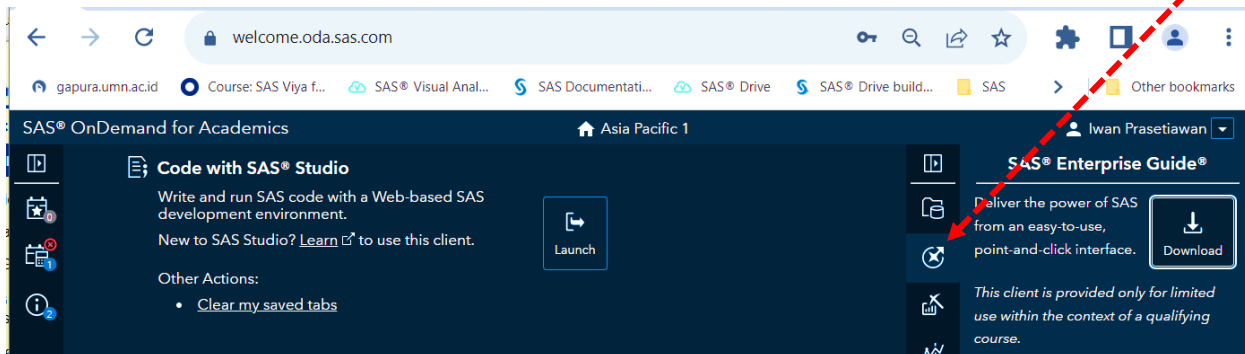 welcome.oda.sas.com
gapura.umn.ac.id
Course: SAS Viya f...
SAS® Visual Anal...
SAS Documentati...
SAS® Drive
SAS® Drive build...
SAS
Other bookmarks
SAS® OnDemand for Academics
Asia Pacific 1
Iwan Prasetiawan
Code with SAS® Studio
Write and run SAS code with a Web-based SAS
development environment.
New to SAS Studio? Learn to use this client.
Launch
Other Actions:
• Clear my saved tabs
0
1
2
SAS® Enterprise Guide®
Deliver the power of SAS
from an easy-to-use,
point-and-click interface.
Download
This client is provided only for limited
use within the context of a qualifying
course.